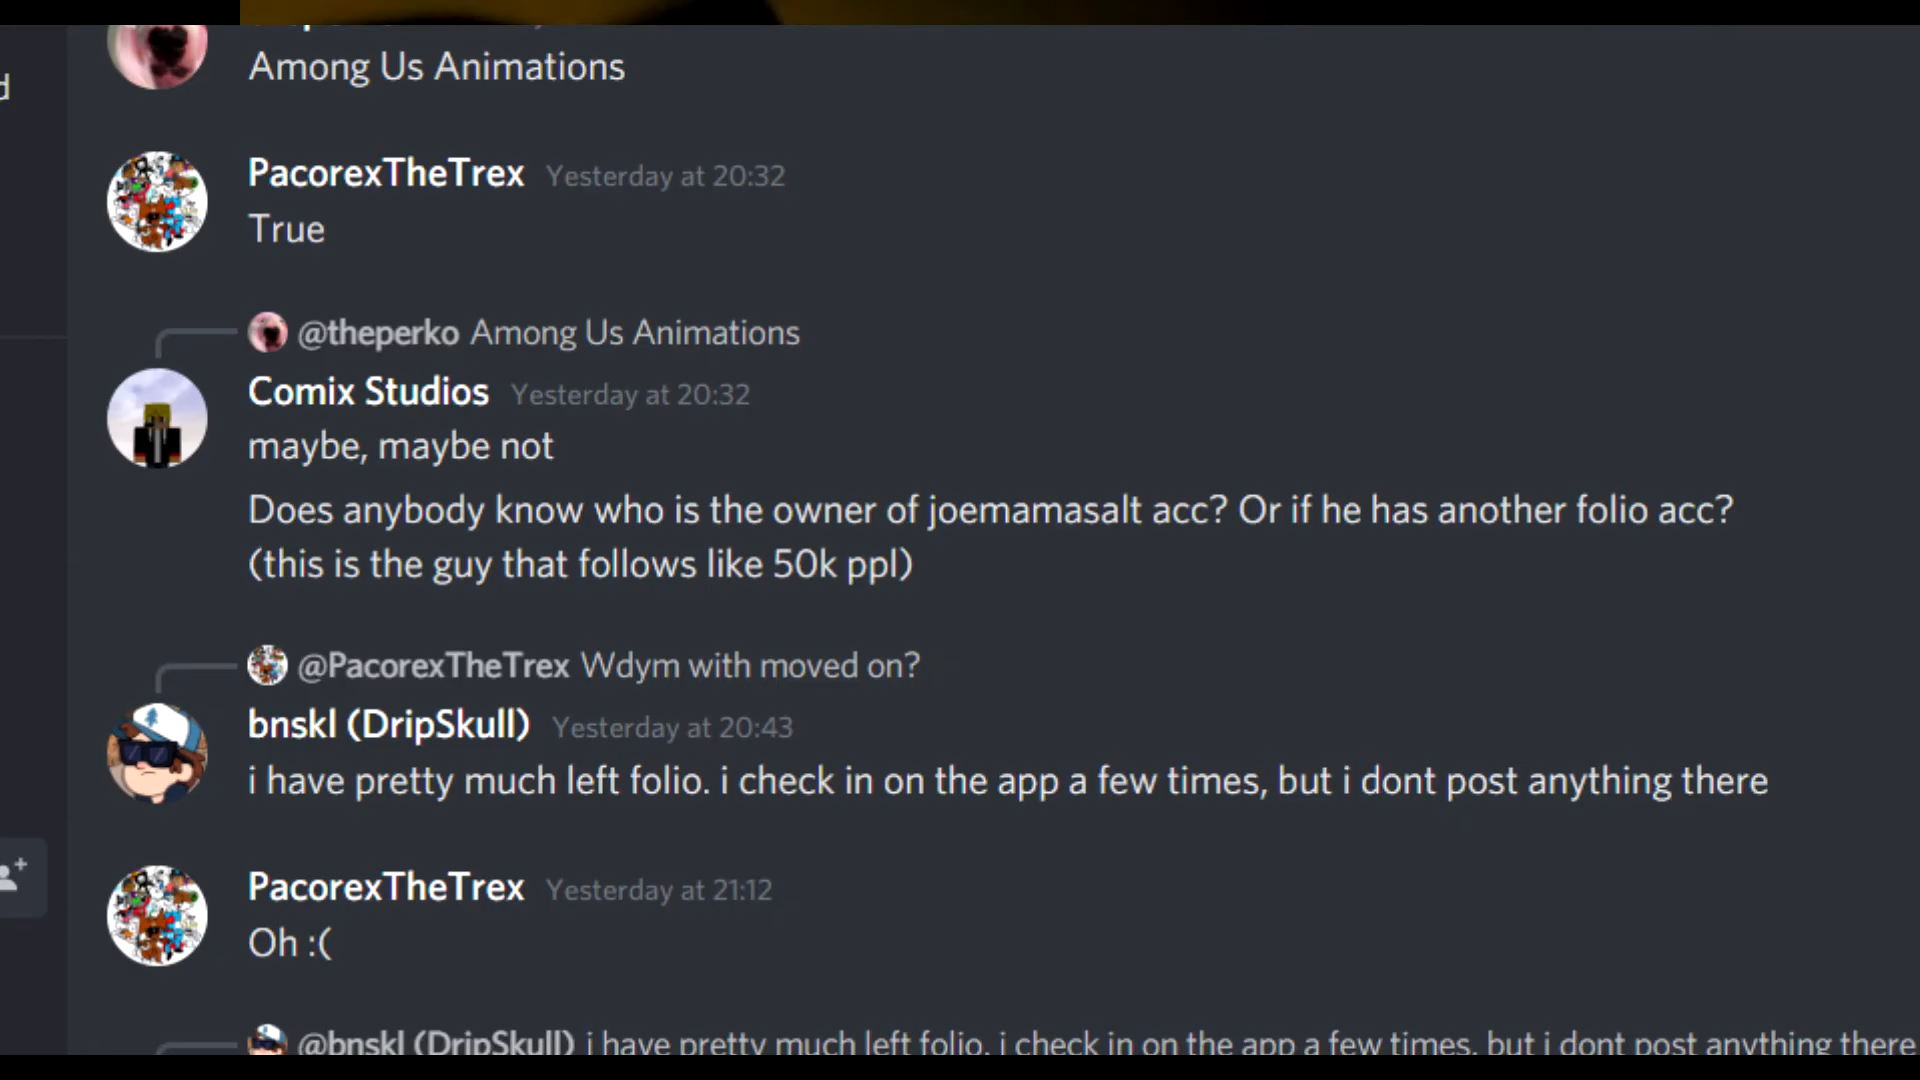 d
Among Us Animations
PacorexTheTrex Yesterday at 20:32
True
@theperko Among Us Animations
Comix Studios Yesterday at 20:32
maybe, maybe not
Does anybody know who is the owner of joemamasalt acc? Or if he has another folio acc?
(this is the guy that follows like 50k ppl)
@PacorexTheTrex Wdym with moved on?
bnskl (DripSkull) Yesterday at 20:43
i have pretty much left folio. i check in on the app a few times, but i dont post anything there
PacorexTheTrex Yesterday at 21:12
Oh :(
@bnskl (DripSkull) i have pretty much left folio. i check in on the app a few times, but i dont post anything there